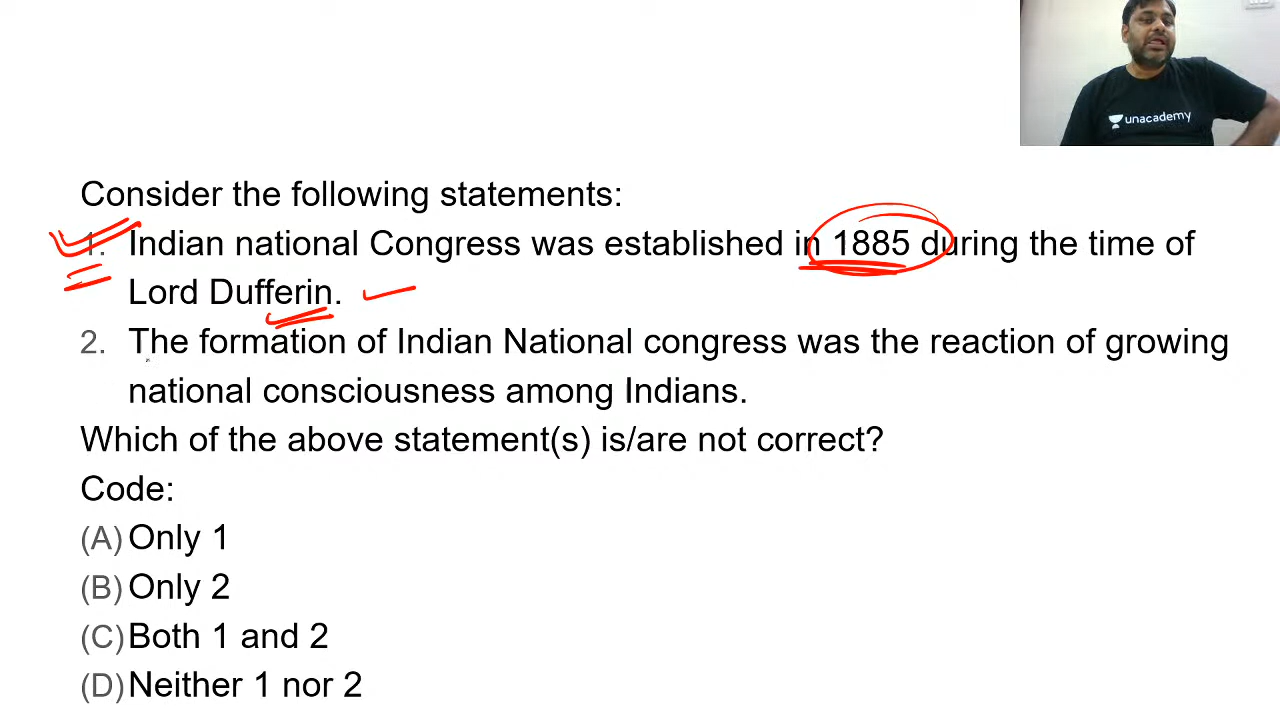 unacademy
Consider the following statements:
1. Indian national Congress was established in 1885 during the time of
Lord Dufferin.
2. The formation of Indian National congress was the reaction of growing
national consciousness among Indians.
Which of the above statement(s) is/are not correct?
Code:
(A) Only 1
(B) Only 2
(C) Both 1 and 2
(D) Neither 1 nor 2